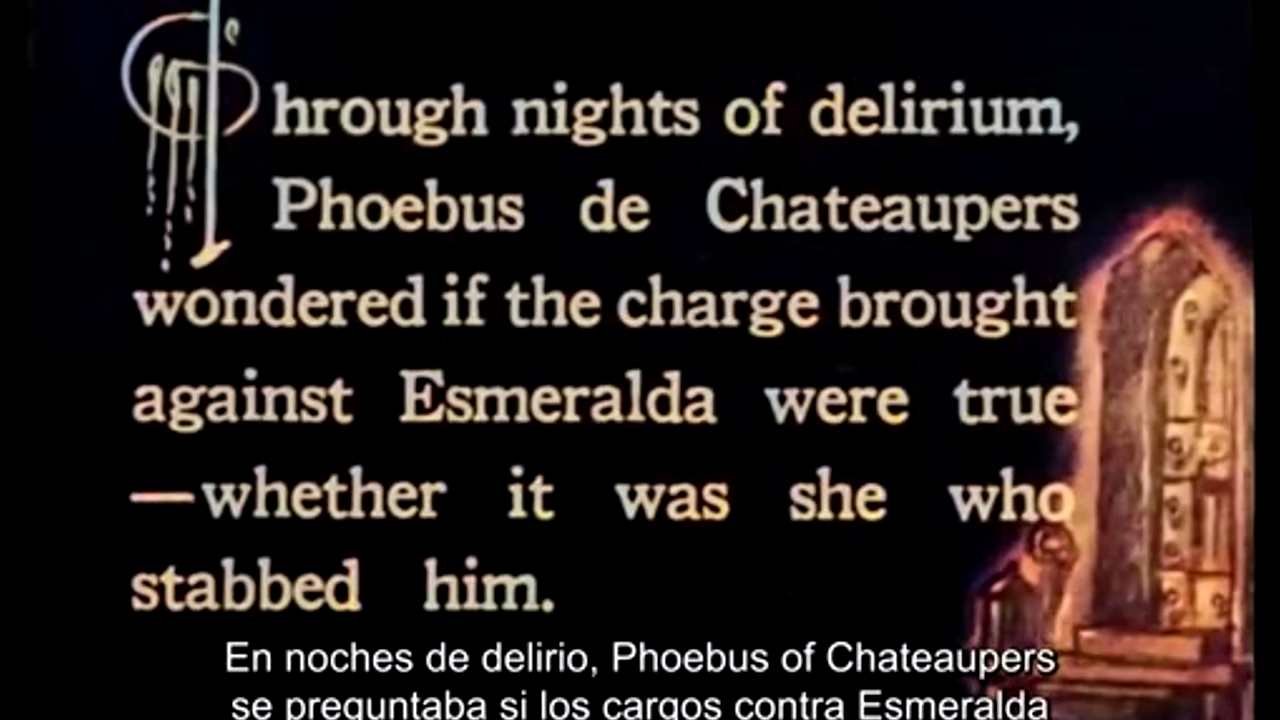 Through nights of delirium,
Phoebus de Chateaupers
wondered if the charge brought
against Esmeralda were true
—whether it was she who
stabbed him.
En noches de delirio, Phoebus of Chateaupers
se preguntaba si los cargos contra Esmeralda